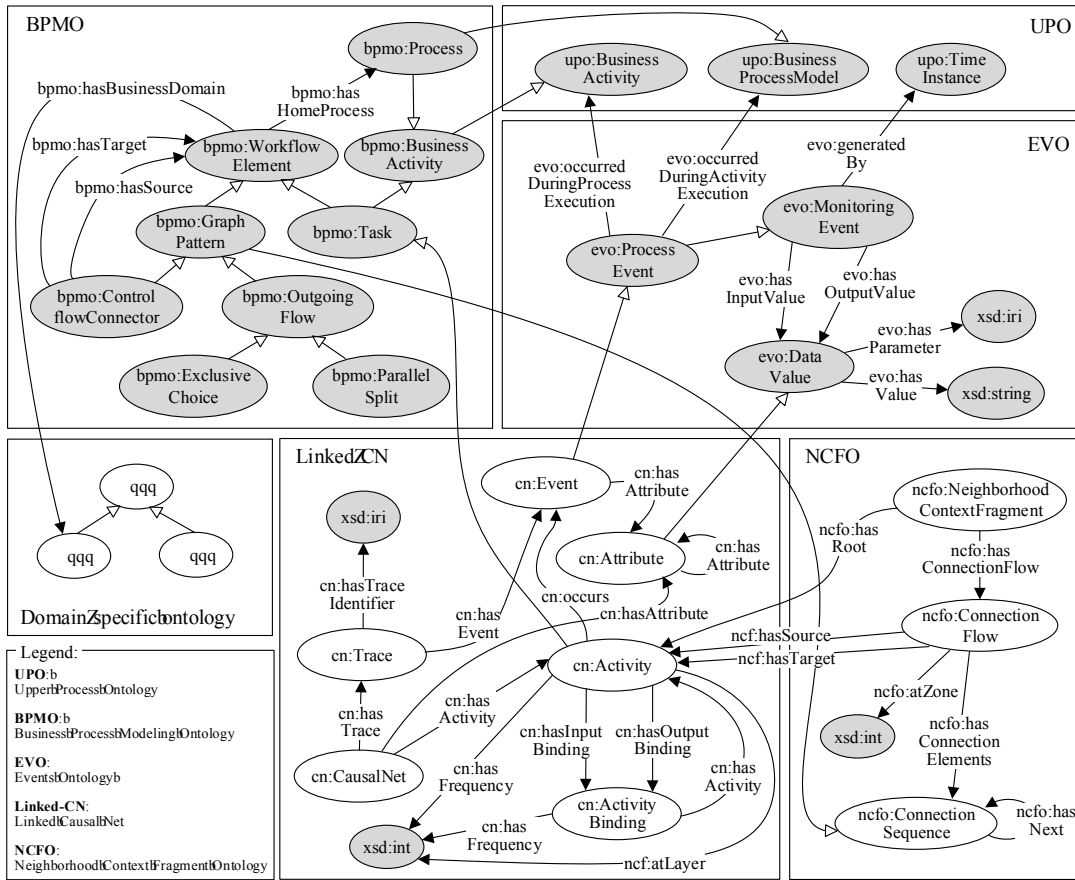 BPMO
bpmo:Process
bpmo:hasBusinessDomain
bpmo:has
HomeProcess
bpmo:hasTarget
bpmo:Workflow
Element
bpmo:Business
Activity
bpmo:hasSource
bpmo:Graph
Pattern
bpmo:Task
bpmo:Control
flowConnector
bpmo:Outgoing
Flow
bpmo:Exclusive
Choice
bpmo:Parallel
Split
UPO
upo:Business
Activity
upo:Business
ProcessModel
upo:Time
Instance
EVO
evo:occurred
DuringProcess
Execution
evo:occurred
DuringActivity
Execution
evo:generated
By
evo:Monitoring
Event
evo:Process
Event
evo:has
InputValue
evo:has
OutputValue
evo:Data
Value
evo:has
Parameter
xsd:iri
evo:has
Value
xsd:string
qqq
qqq
qqq
DomainZspecificbontology
Legend:
UPO:b
UpperbProcessbOntology
BPMO:b
BusinessbProcessbModelingbOntology
EVO:
EventsbOntologyb
Linked-CN:
LinkedbCausalbNet
NCFO:
NeighborhoodbContextbFragmentbOntology
LinkedZCN
cn:Event
cn:has
Attribute
xsd:iri
cn:Attribute
cn:has
Attribute
cn:hasTrace
Identifier
cn:has
Event
cn:occurs
cn:hasAttribute
cn:Trace
cn:Activity
cn:has
Trace
cn:has
Activity
cn:hasInput
Binding
cn:hasOutput
Binding
cn:has
Activity
cn:CausalNet
cn:has
Frequency
cn:Activity
Binding
cn:has
Frequency
xsd:int
ncf:atLayer
NCFO
ncfo:Neighborhood
ContextFragment
ncfo:has
Root
ncfo:has
ConnectionFlow
ncfo:Connection
Flow
ncf:hasSource
ncf:hasTarget
ncfo:atZone
xsd:int
ncfo:has
Connection
Elements
ncfo:Connection
Sequence
ncfo:has
Next